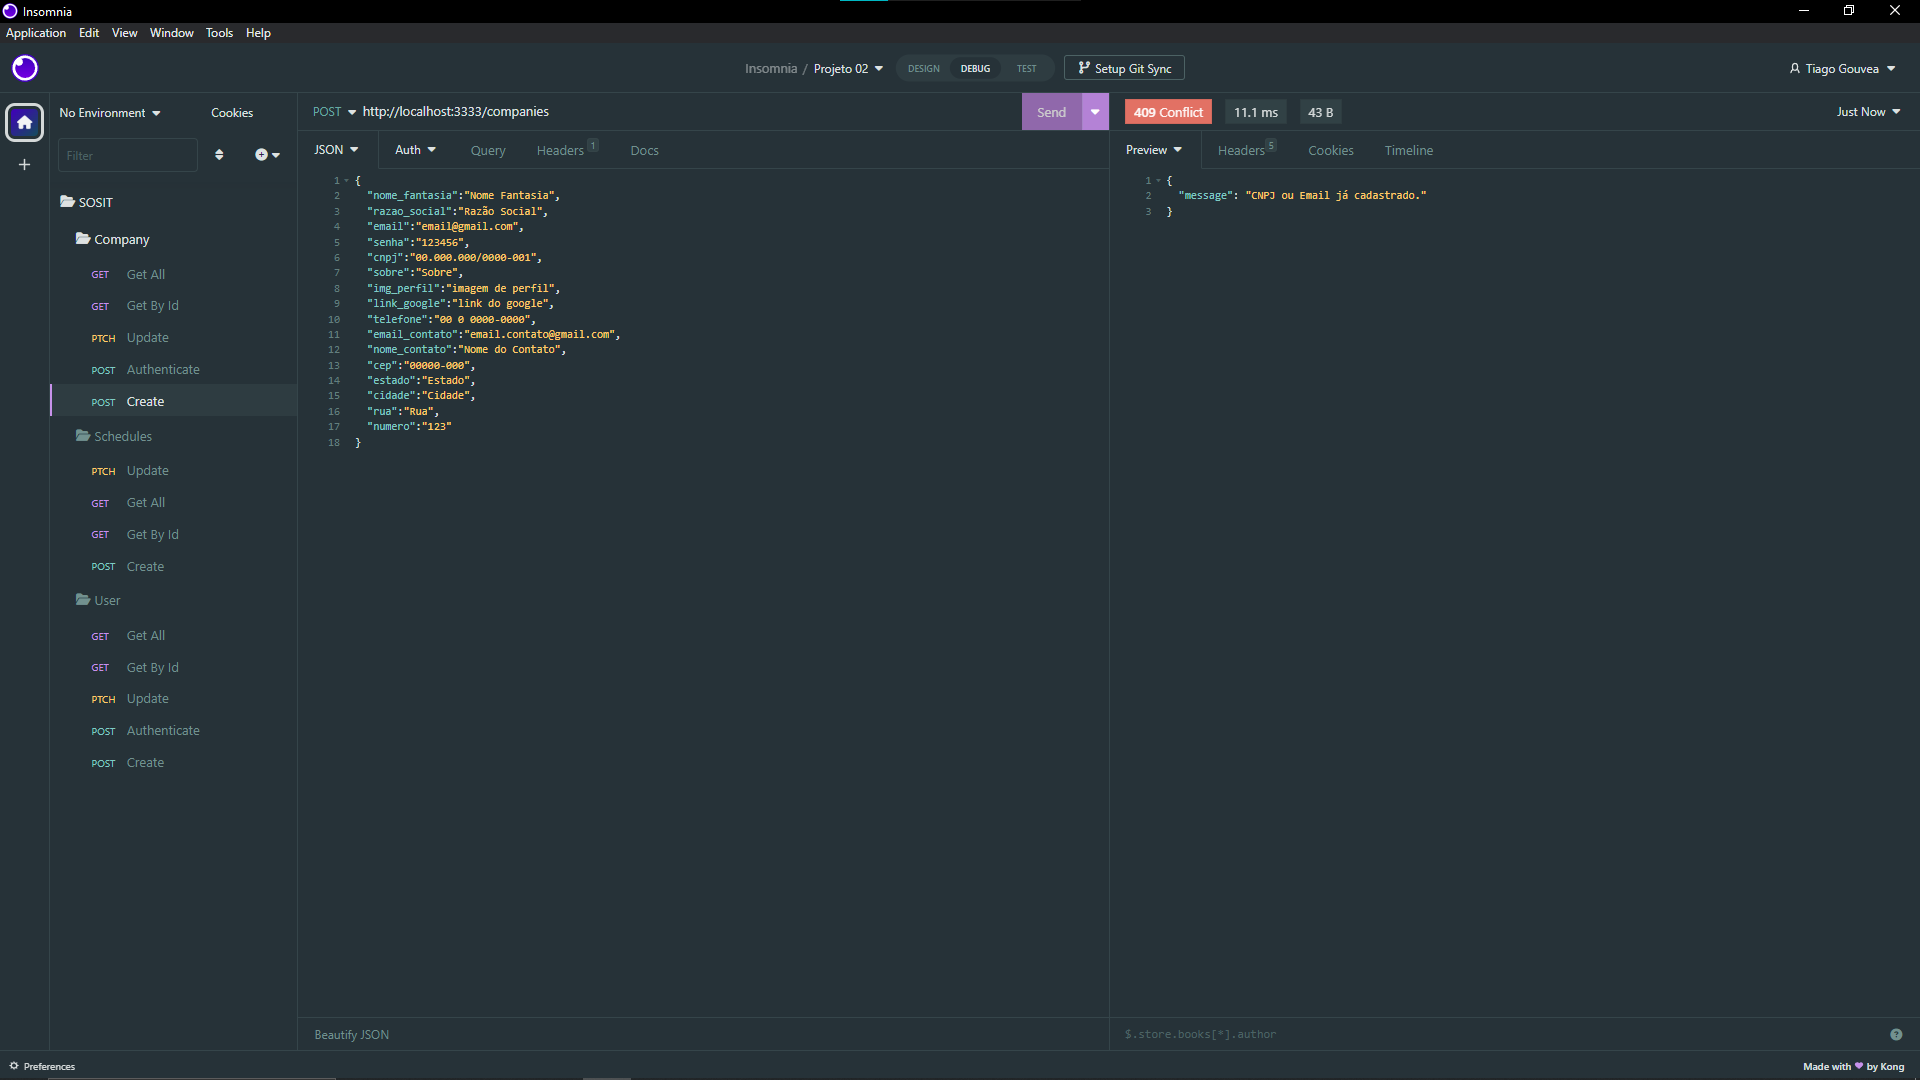 Insomnia
Application Edit View Window Tools Help
Insomnia / Projeto 02 DESIGN DEBUG TEST Setup Git Sync Tiago Gouvea
No Environment Cookies
Filter
SOSIT
Company
GET Get All
GET Get By Id
PTCH Update
POST Authenticate
POST Create
Schedules
PTCH Update
GET Get All
GET Get By Id
POST Create
User
GET Get All
GET Get By Id
PTCH Update
POST Authenticate
POST Create
POST http://localhost:3333/companies Send
JSON Auth Query Headers 1 Docs
1 {
2 "nome_fantasia":"Nome Fantasia",
3 "razao_social":"Razão Social",
4 "email":"email@gmail.com",
5 "senha":"123456",
6 "cnpj":"00.000.000/0000-001",
7 "sobre":"Sobre",
8 "img_perfil":"imagem de perfil",
9 "link_google":"link do google",
10 "telefone":"00 0 0000-0000",
11 "email_contato":"email.contato@gmail.com",
12 "nome_contato":"Nome do Contato",
13 "cep":"00000-000",
14 "estado":"Estado",
15 "cidade":"Cidade",
16 "rua":"Rua",
17 "numero":"123"
18 }
Beautify JSON
409 Conflict 11.1 ms 43 B Just Now
Preview Headers 5 Cookies Timeline
1 {
2 "message": "CNPJ ou Email já cadastrado."
3 }
$.store.books[*].author
Preferences
Made with ♥ by Kong